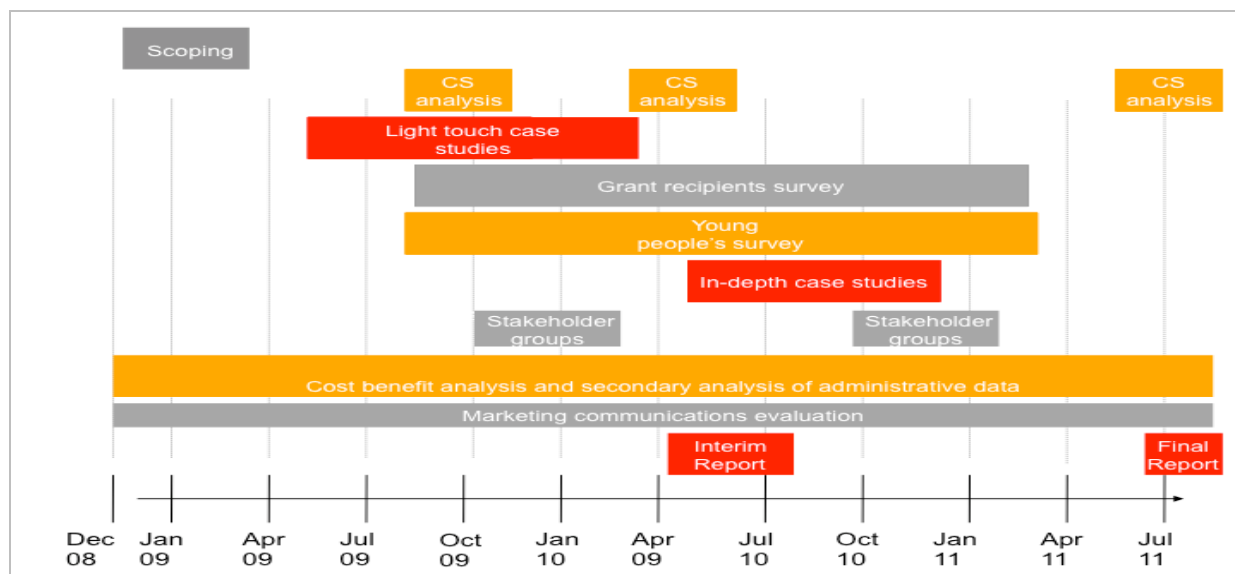 Scoping
CS
analysis
CS
analysis
CS
analysis
Light touch case
studies
Grant recipients survey
Young
people's survey
In-depth case studies
Stakeholder
groups
Stakeholder
groups
Cost benefit analysis and secondary analysis of administrative data
Marketing communications evaluation
Interim
Report
Final
Report
Dec
08
Jan
09
Apr
09
Jul
09
Oct
09
Jan
10
Apr
09
Jul
10
Oct
10
Jan
11
Apr
11
Jul
11